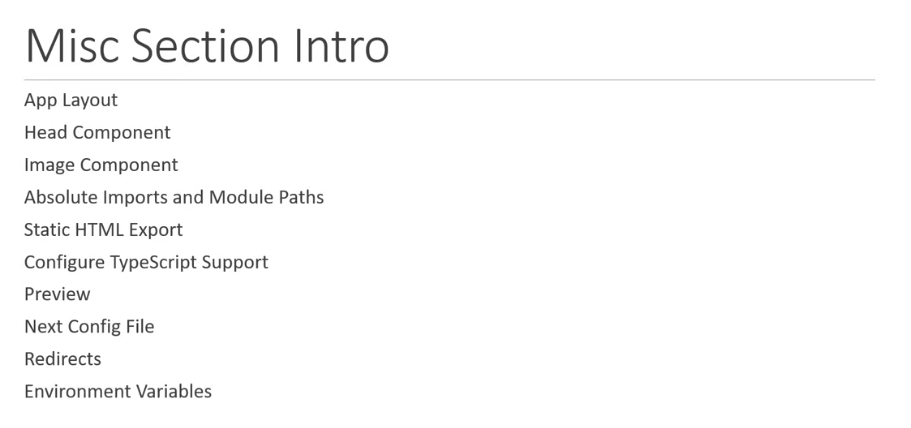 Misc Section Intro
App Layout
Head Component
Image Component
Absolute Imports and Module Paths
Static HTML Export
Configure TypeScript Support
Preview
Next Config File
Redirects
Environment Variables